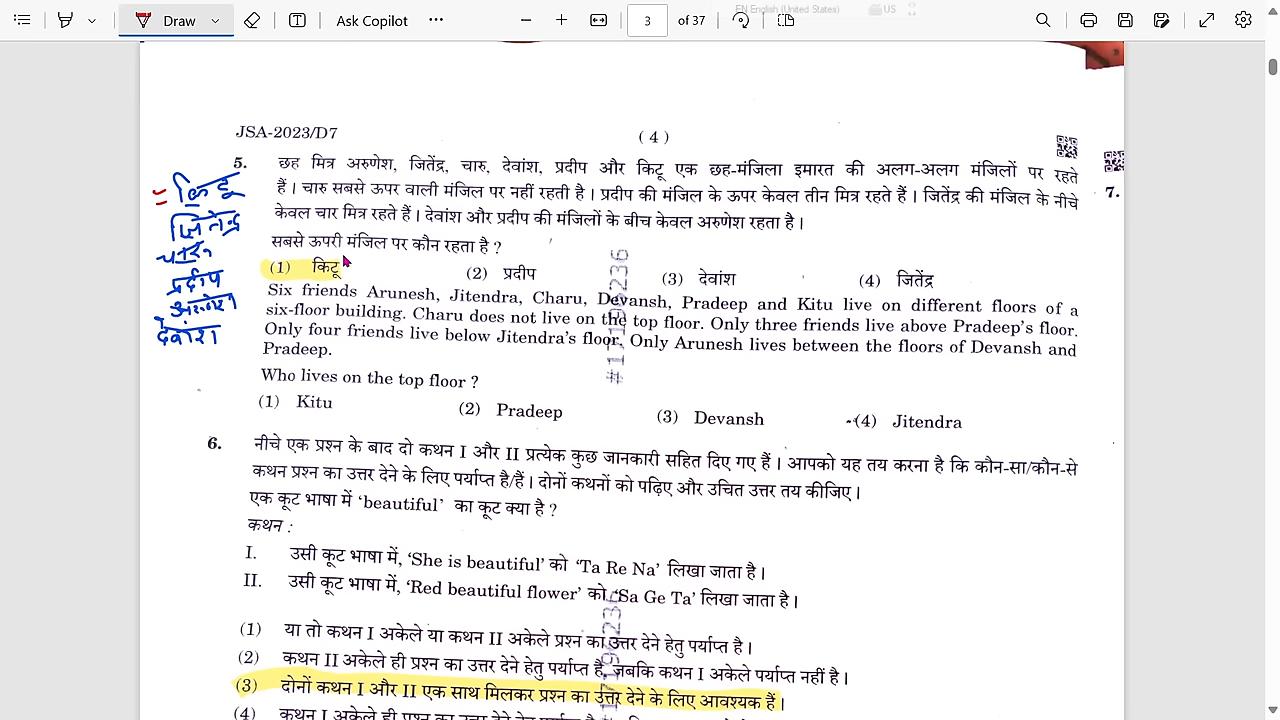 Draw
Ask Copilot
3 of 37
EN English (United States)
US
JSA-2023/D7
( 4 )
5. छह मित्र अरुणेश, जितेंद्र, चारु, देवांश, प्रदीप और किटू एक छह-मंजिला इमारत की अलग-अलग मंजिलों पर रहते
हैं। चारु सबसे ऊपर वाली मंजिल पर नहीं रहती है। प्रदीप की मंजिल के ऊपर केवल तीन मित्र रहते हैं। जितेंद्र की मंजिल के नीचे
केवल चार मित्र रहते हैं। देवांश और प्रदीप की मंजिलों के बीच केवल अरुणेश रहता है।
सबसे ऊपरी मंजिल पर कौन रहता है ?
(1) किटू (2) प्रदीप (3) देवांश (4) जितेंद्र
Six friends Arunesh, Jitendra, Charu, Devansh, Pradeep and Kitu live on different floors of a
six-floor building. Charu does not live on the top floor. Only three friends live above Pradeep's floor.
Only four friends live below Jitendra's floor. Only Arunesh lives between the floors of Devansh and
Pradeep.
Who lives on the top floor ?
(1) Kitu (2) Pradeep (3) Devansh (4) Jitendra
किटू
जितेन्द्र
चारु
प्रदीप
देवांश
7.
#17196236
6. नीचे एक प्रश्न के बाद दो कथन I और II प्रत्येक कुछ जानकारी सहित दिए गए हैं। आपको यह तय करना है कि कौन-सा/कौन-से
कथन प्रश्न का उत्तर देने के लिए पर्याप्त है/हैं। दोनों कथनों को पढ़िए और उचित उत्तर तय कीजिए।
एक कूट भाषा में 'beautiful' का कूट क्या है ?
कथन :
I. उसी कूट भाषा में, 'She is beautiful' को 'Ta Re Na' लिखा जाता है।
II. उसी कूट भाषा में, 'Red beautiful flower' को 'Sa Ge Ta' लिखा जाता है।
(1) या तो कथन I अकेले या कथन II अकेले प्रश्न का उत्तर देने हेतु पर्याप्त है।
(2) कथन II अकेले ही प्रश्न का उत्तर देने हेतु पर्याप्त है, जबकि कथन I अकेले पर्याप्त नहीं है।
(3) दोनों कथन I और II एक साथ मिलकर प्रश्न का उत्तर देने के लिए आवश्यक हैं।
(4) कथन I अकेले ही